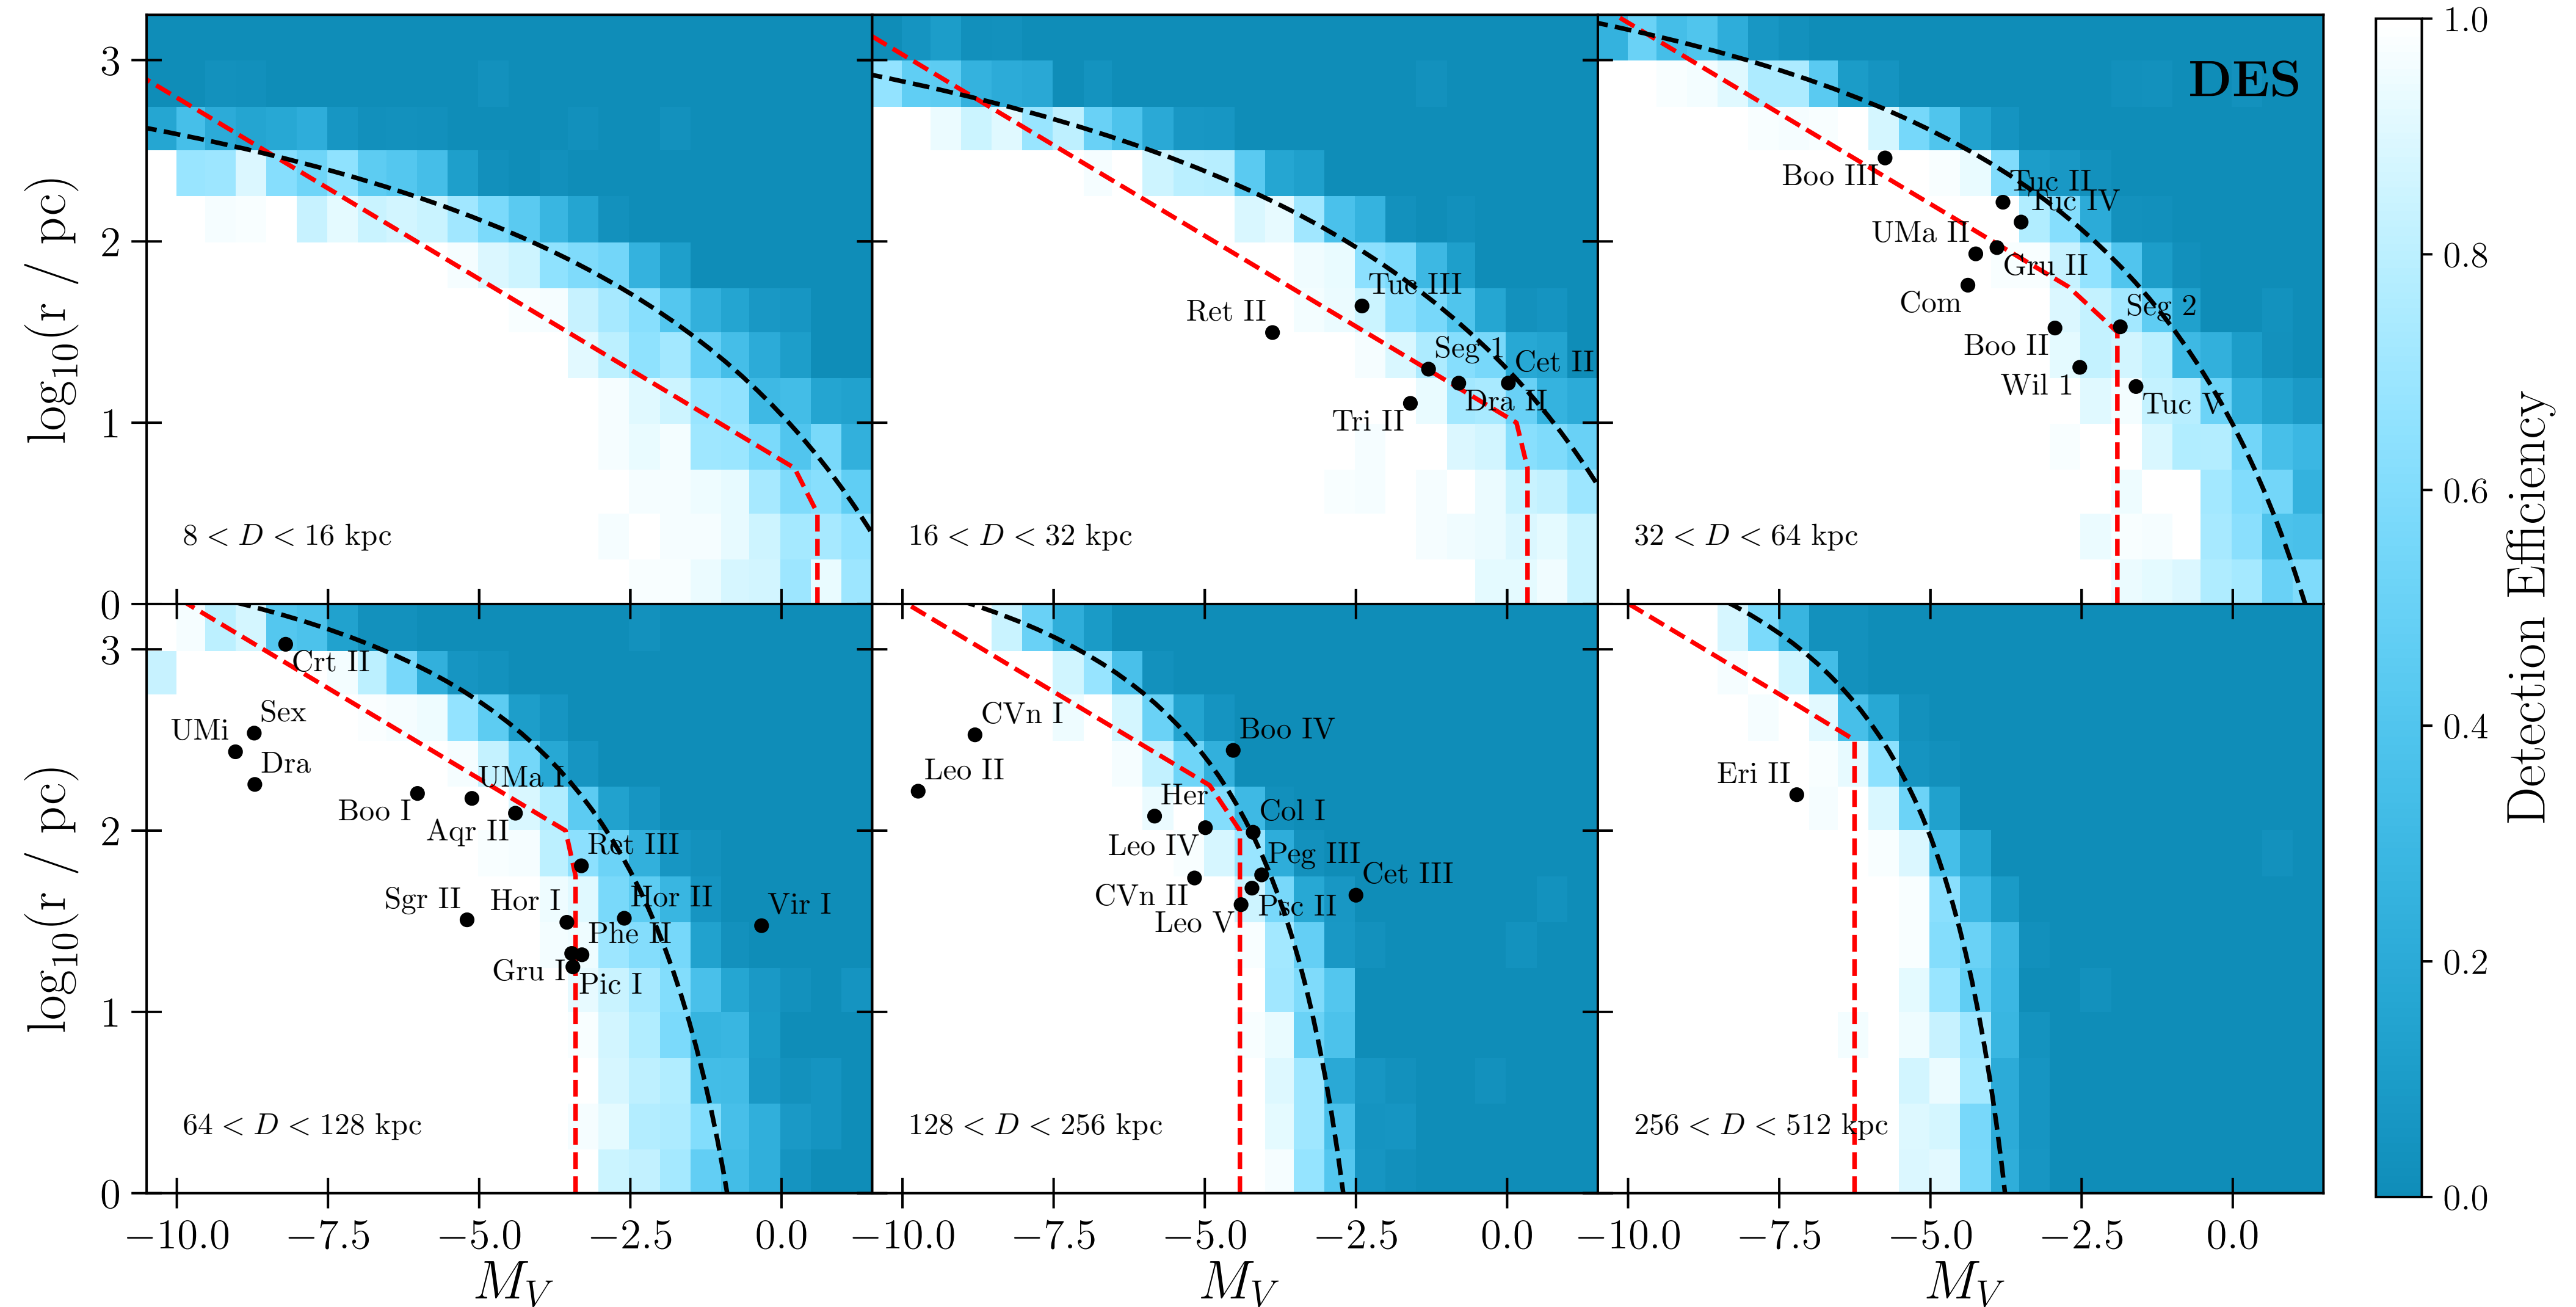 DES
3
2
1
0
log10(r / pc)
8 < D < 16 kpc
Ret II
Tuc III
Seg 1
Cet II
Dra II
Tri II
16 < D < 32 kpc
Boo III
Tuc II
Tuc IV
UMa II
Gru II
Com
Seg 2
Boo II
Wil 1
Tuc V
32 < D < 64 kpc
3
2
1
0
log10(r / pc)
Crt II
Sex
UMi
Dra
UMa I
Boo I
Aqr II
Ret III
Sgr II
Hor I
Hor II
Vir I
Phe II
Gru I
Pic I
64 < D < 128 kpc
CVn I
Boo IV
Leo II
Her
Col I
Leo IV
Peg III
Cet III
CVn II
Psc II
Leo V
128 < D < 256 kpc
Eri II
256 < D < 512 kpc
−10.0 −7.5 −5.0 −2.5 0.0
−10.0 −7.5 −5.0 −2.5 0.0
−10.0 −7.5 −5.0 −2.5 0.0
MV
MV
MV
1.0
0.8
0.6
0.4
0.2
0.0
Detection Efficiency